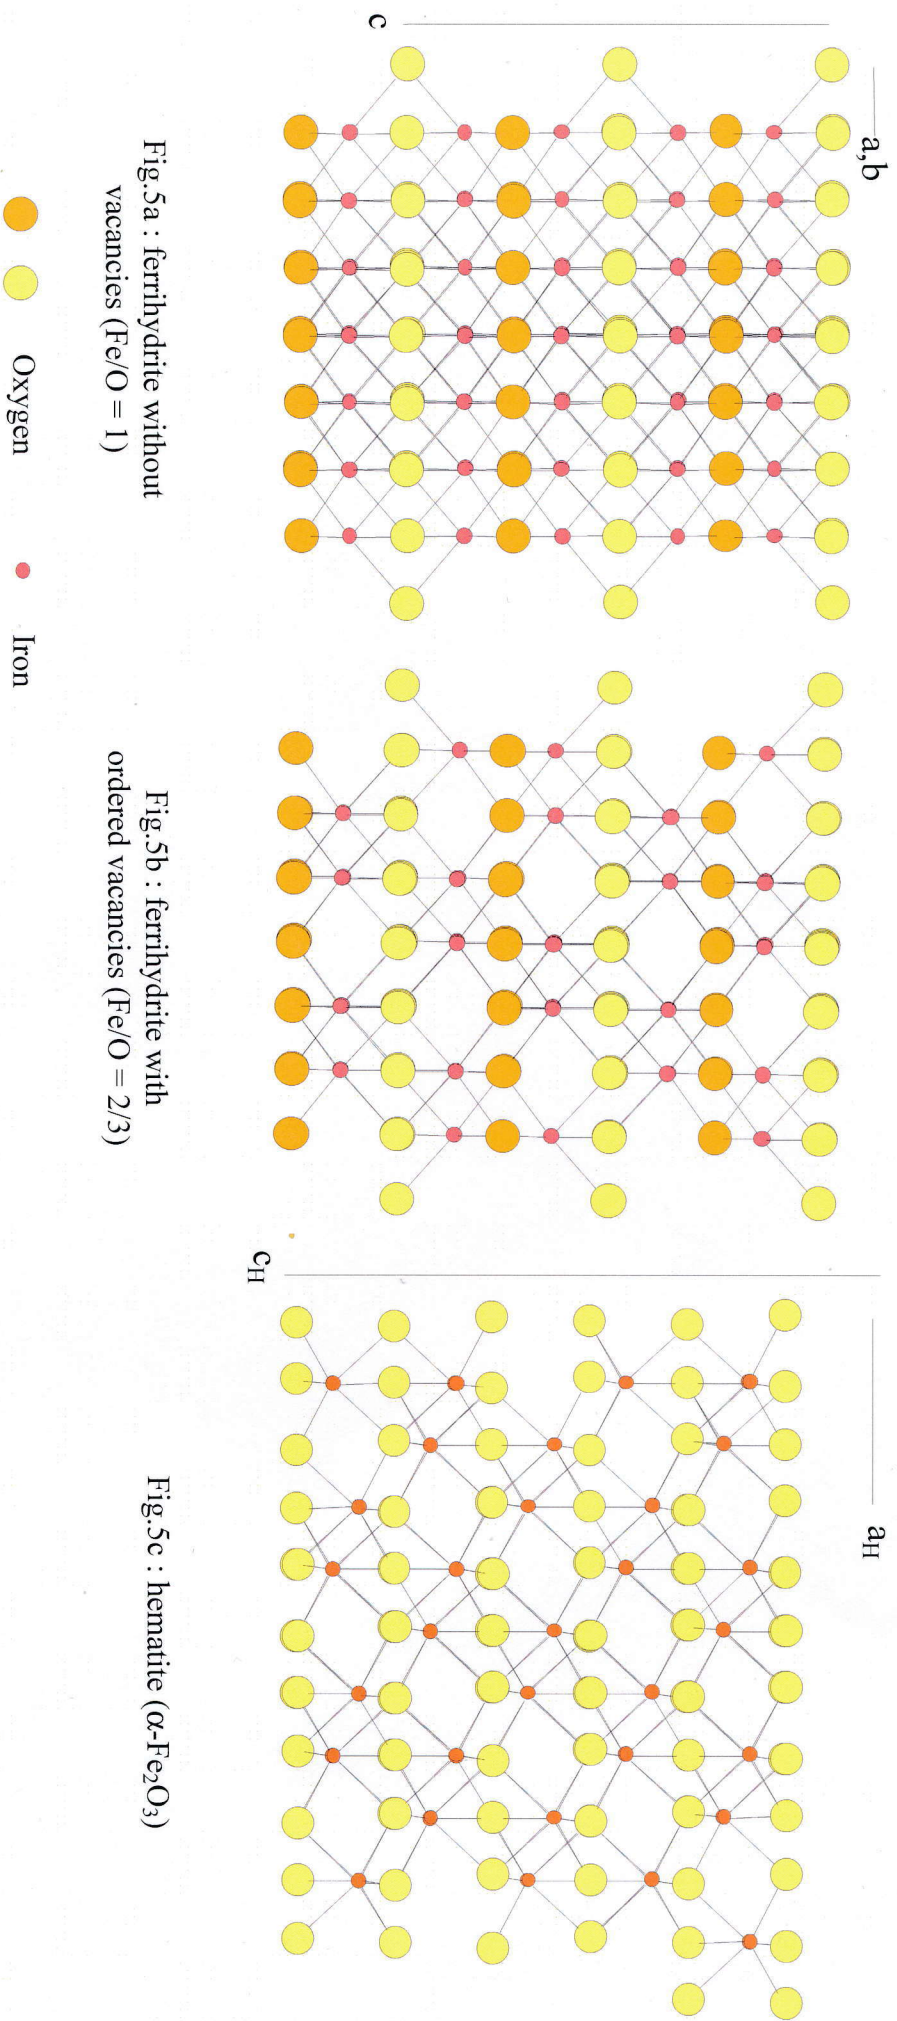 c
a,b
Fig.5a : ferrihydrite without
vacancies (Fe/O = 1)
Fig.5b : ferrihydrite with
ordered vacancies (Fe/O = 2/3)
c_H
a_H
Fig.5c : hematite (α-Fe₂O₃)
Oxygen
Iron